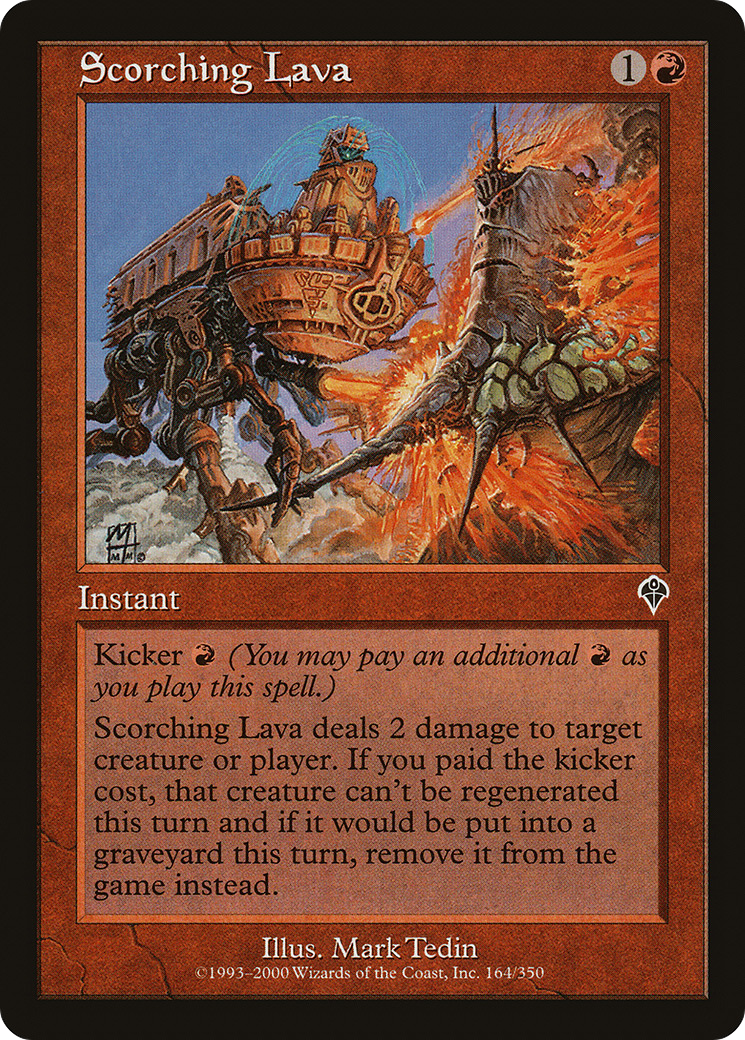 Scorching Lava 1
Instant
Kicker (You may pay an additional as
you play this spell.)
Scorching Lava deals 2 damage to target
creature or player. If you paid the kicker
cost, that creature can't be regenerated
this turn and if it would be put into a
graveyard this turn, remove it from the
game instead.
Illus. Mark Tedin
©1993–2000 Wizards of the Coast, Inc. 164/350